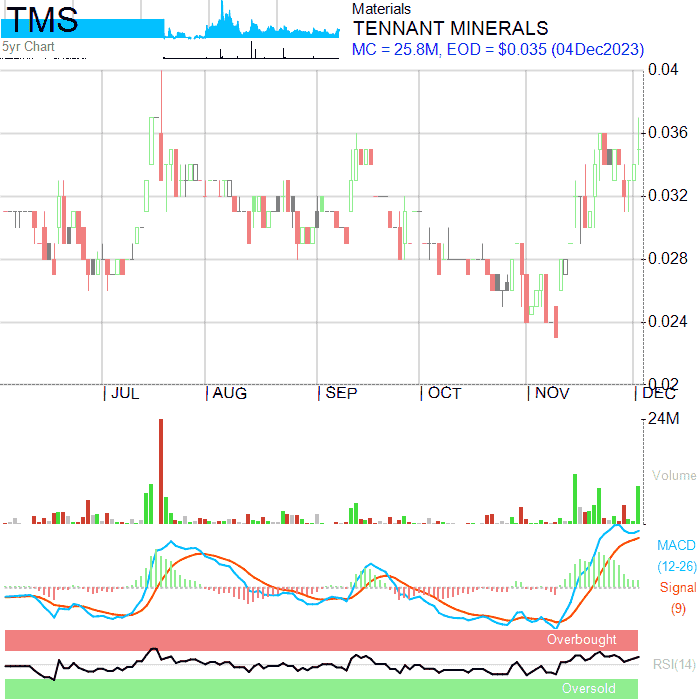 TMS
5yr Chart
Materials
TENNANT MINERALS
MC = 25.8M, EOD = $0.035 (04Dec2023)
0.04
0.036
0.032
0.028
0.024
0.02
JUL AUG SEP OCT NOV DEC
24M
Volume
MACD
(12-26)
Signal
(9)
Overbought
RSI(14)
Oversold